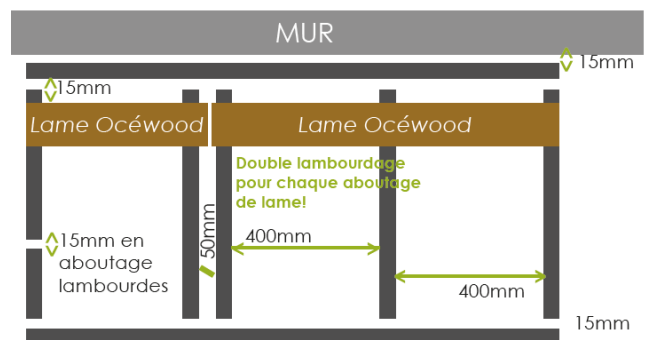 MUR
15mm
15mm
Lame Océwood
Lame Océwood
Double lambourdage
pour chaque aboutage
de lame!
50mm
400mm
15mm en
aboutage
lambourdes
400mm
15mm